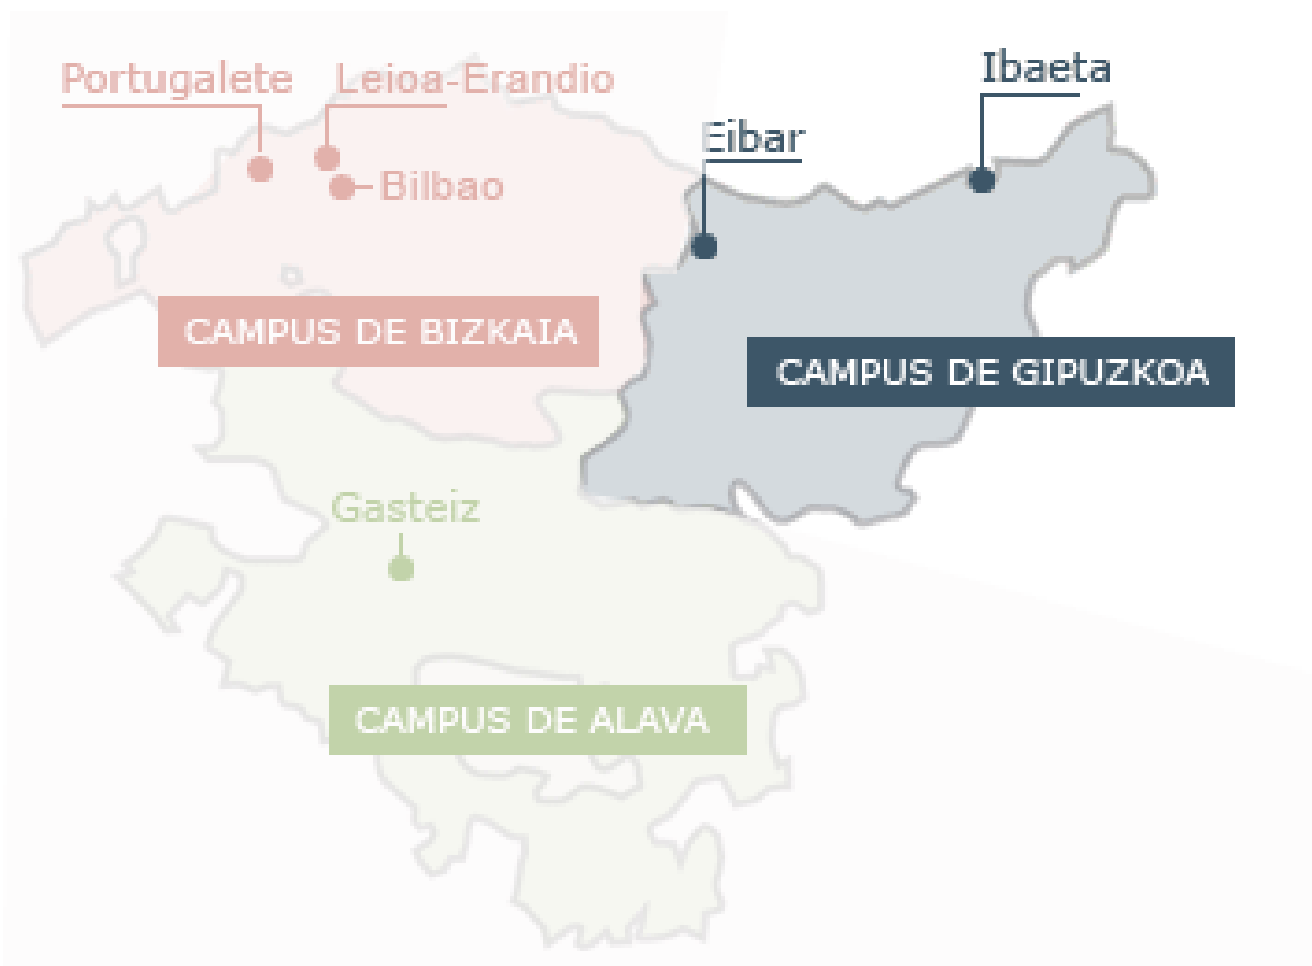 Portugalete
Leioa-Erandio
Bilbao
Eibar
Ibaeta
CAMPUS DE BIZKAIA
CAMPUS DE GIPUZKOA
Gasteiz
CAMPUS DE ALAVA